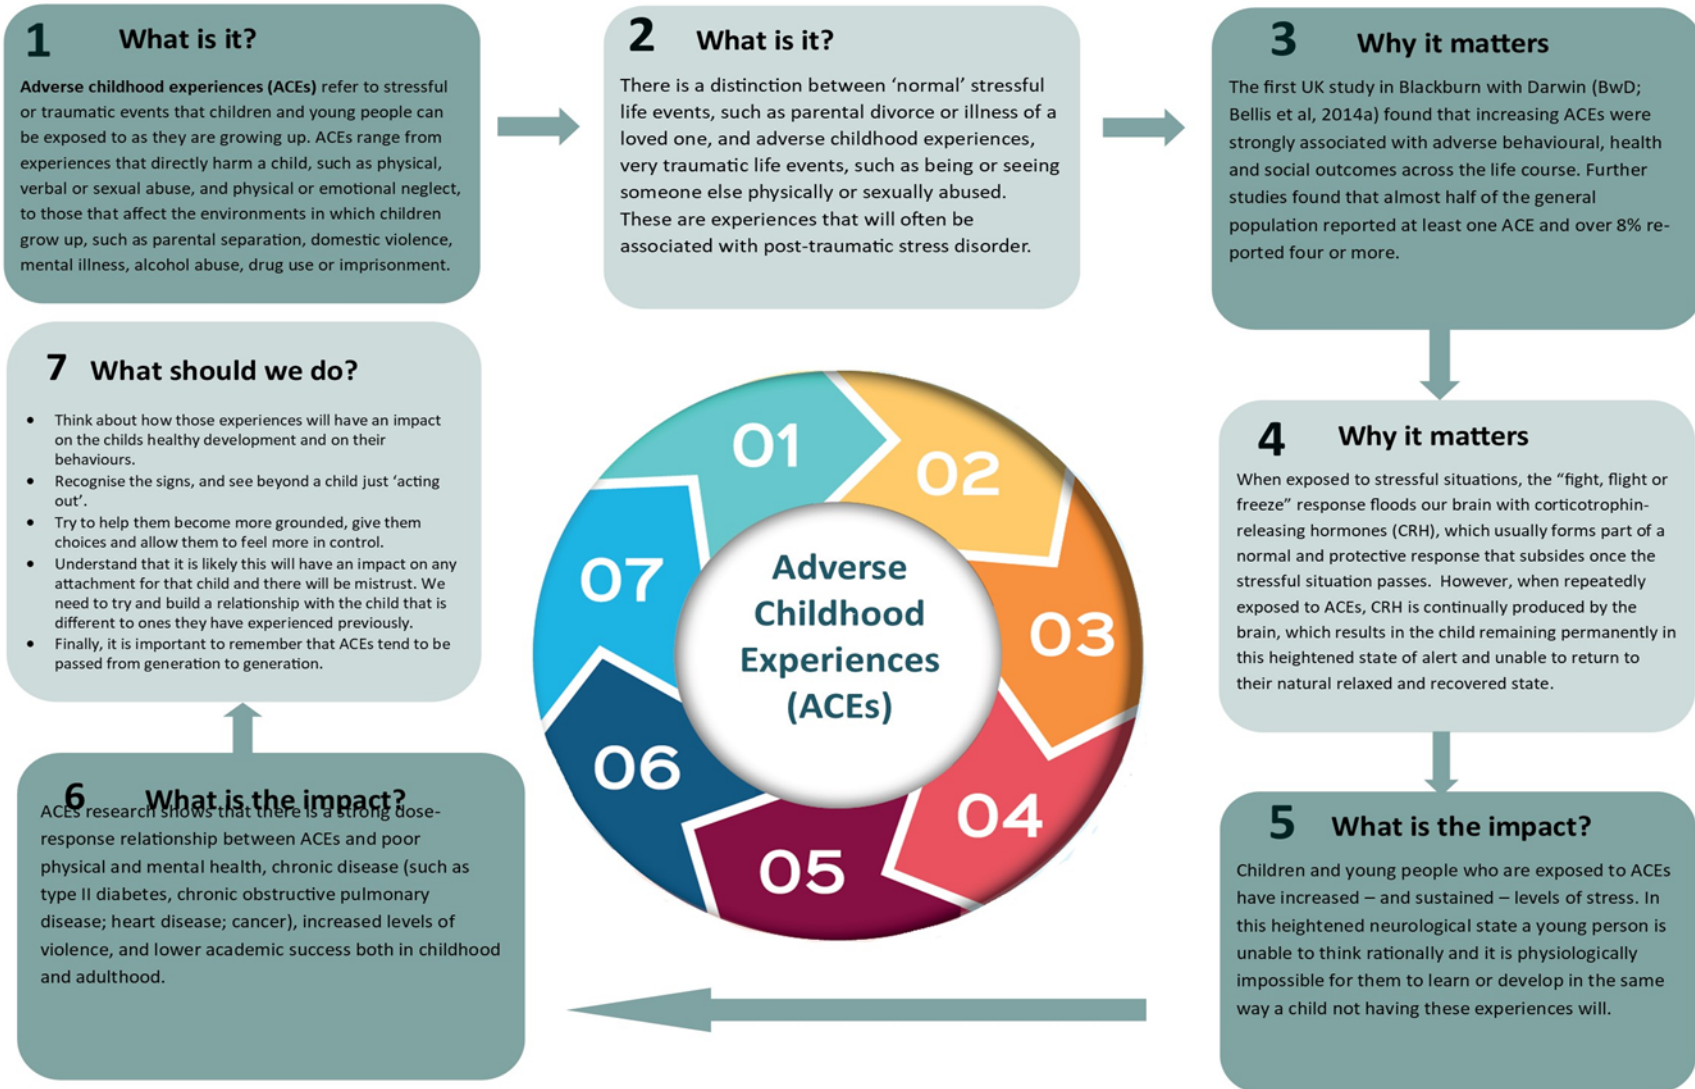 1 What is it?
Adverse childhood experiences (ACEs) refer to stressful
or traumatic events that children and young people can
be exposed to as they are growing up. ACEs range from
experiences that directly harm a child, such as physical,
verbal or sexual abuse, and physical or emotional neglect,
to those that affect the environments in which children
grow up, such as parental separation, domestic violence,
mental illness, alcohol abuse, drug use or imprisonment.
2 What is it?
There is a distinction between ‘normal’ stressful
life events, such as parental divorce or illness of a
loved one, and adverse childhood experiences,
very traumatic life events, such as being or seeing
someone else physically or sexually abused.
These are experiences that will often be
associated with post-traumatic stress disorder.
3 Why it matters
The first UK study in Blackburn with Darwin (BwD;
Bellis et al, 2014a) found that increasing ACEs were
strongly associated with adverse behavioural, health
and social outcomes across the life course. Further
studies found that almost half of the general
population reported at least one ACE and over 8% re-
ported four or more.
4 Why it matters
When exposed to stressful situations, the “fight, flight or
freeze” response floods our brain with corticotrophin-
releasing hormones (CRH), which usually forms part of a
normal and protective response that subsides once the
stressful situation passes. However, when repeatedly
exposed to ACEs, CRH is continually produced by the
brain, which results in the child remaining permanently in
this heightened state of alert and unable to return to
their natural relaxed and recovered state.
5 What is the impact?
Children and young people who are exposed to ACEs
have increased – and sustained – levels of stress. In
this heightened neurological state a young person is
unable to think rationally and it is physiologically
impossible for them to learn or develop in the same
way a child not having these experiences will.
6 What is the impact?
ACEs research shows that there is a strong dose-
response relationship between ACEs and poor
physical and mental health, chronic disease (such as
type II diabetes, chronic obstructive pulmonary
disease; heart disease; cancer), increased levels of
violence, and lower academic success both in childhood
and adulthood.
7 What should we do?
• Think about how those experiences will have an impact
on the childs healthy development and on their
behaviours.
• Recognise the signs, and see beyond a child just ‘acting
out’.
• Try to help them become more grounded, give them
choices and allow them to feel more in control.
• Understand that it is likely this will have an impact on any
attachment for that child and there will be mistrust. We
need to try and build a relationship with the child that is
different to ones they have experienced previously.
• Finally, it is important to remember that ACEs tend to be
passed from generation to generation.
01
02
03
04
05
06
07
Adverse
Childhood
Experiences
(ACEs)